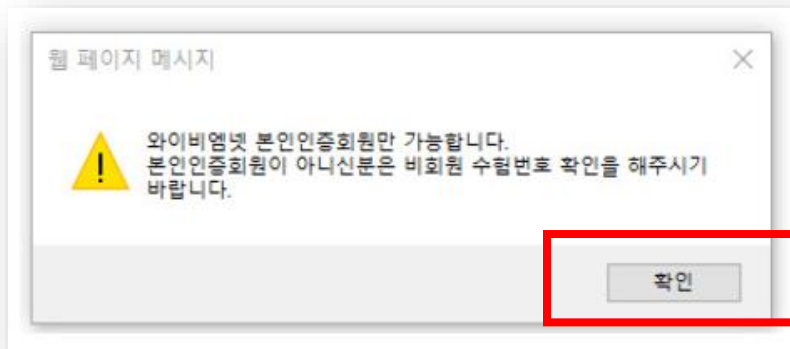 웹 페이지 메시지
와이비엠넷 본인인증회원만 가능합니다.
본인인증회원이 아니신분은 비회원 수험번호 확인을 해주시기
바랍니다.
확인